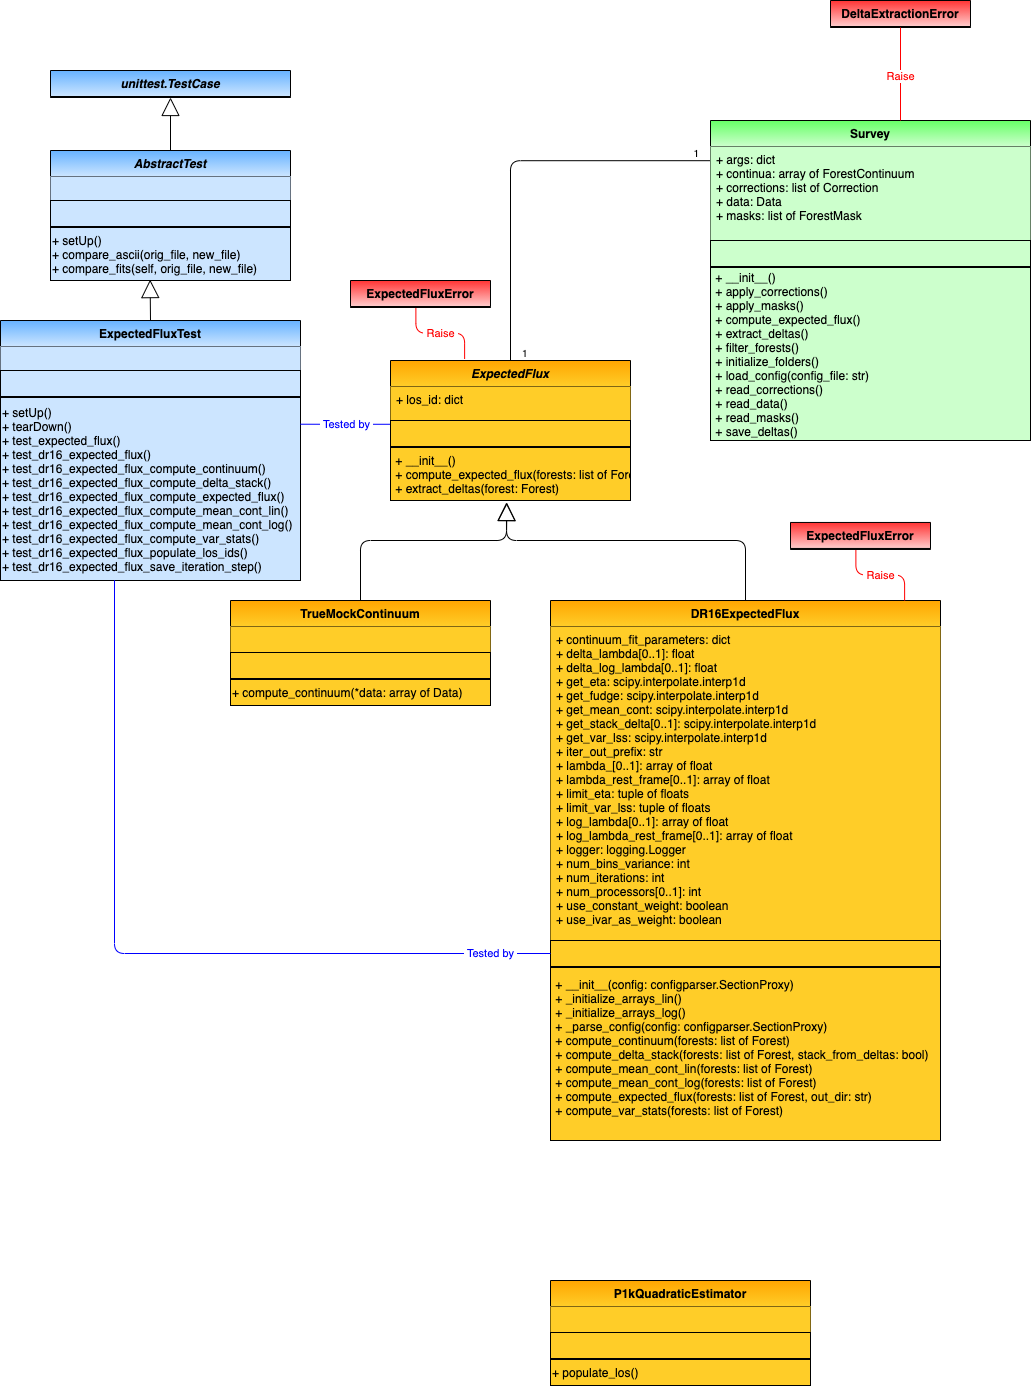 DeltaExtractionError
Raise
unittest.TestCase
Survey
+ args: dict
+ continua: array of ForestContinuum
+ corrections: list of Correction
+ data: Data
+ masks: list of ForestMask
+ __init__()
+ apply_corrections()
+ apply_masks()
+ compute_expected_flux()
+ extract_deltas()
+ filter_forests()
+ initialize_folders()
+ load_config(config_file: str)
+ read_corrections()
+ read_data()
+ read_masks()
+ save_deltas()
1
AbstractTest
+ setUp()
+ compare_ascii(orig_file, new_file)
+ compare_fits(self, orig_file, new_file)
ExpectedFluxError
Raise
1
ExpectedFluxTest
+ setUp()
+ tearDown()
+ test_expected_flux()
+ test_dr16_expected_flux()
+ test_dr16_expected_flux_compute_continuum()
+ test_dr16_expected_flux_compute_delta_stack()
+ test_dr16_expected_flux_compute_expected_flux()
+ test_dr16_expected_flux_compute_mean_cont_lin()
+ test_dr16_expected_flux_compute_mean_cont_log()
+ test_dr16_expected_flux_compute_var_stats()
+ test_dr16_expected_flux_populate_los_ids()
+ test_dr16_expected_flux_save_iteration_step()
Tested by
ExpectedFlux
+ los_id: dict
+ __init__()
+ compute_expected_flux(forests: list of For
+ extract_deltas(forest: Forest)
ExpectedFluxError
Raise
TrueMockContinuum
+ compute_continuum(*data: array of Data)
DR16ExpectedFlux
+ continuum_fit_parameters: dict
+ delta_lambda[0..1]: float
+ delta_log_lambda[0..1]: float
+ get_eta: scipy.interpolate.interp1d
+ get_fudge: scipy.interpolate.interp1d
+ get_mean_cont: scipy.interpolate.interp1d
+ get_stack_delta[0..1]: scipy.interpolate.interp1d
+ get_var_lss: scipy.interpolate.interp1d
+ iter_out_prefix: str
+ lambda_[0..1]: array of float
+ lambda_rest_frame[0..1]: array of float
+ limit_eta: tuple of floats
+ limit_var_lss: tuple of floats
+ log_lambda[0..1]: array of float
+ log_lambda_rest_frame[0..1]: array of float
+ logger: logging.Logger
+ num_bins_variance: int
+ num_iterations: int
+ num_processors[0..1]: int
+ use_constant_weight: boolean
+ use_ivar_as_weight: boolean
Tested by
+ __init__(config: configparser.SectionProxy)
+ _initialize_arrays_lin()
+ _initialize_arrays_log()
+ _parse_config(config: configparser.SectionProxy)
+ compute_continuum(forests: list of Forest)
+ compute_delta_stack(forests: list of Forest, stack_from_deltas: bool)
+ compute_mean_cont_lin(forests: list of Forest)
+ compute_mean_cont_log(forests: list of Forest)
+ compute_expected_flux(forests: list of Forest, out_dir: str)
+ compute_var_stats(forests: list of Forest)
P1kQuadraticEstimator
+ populate_los()